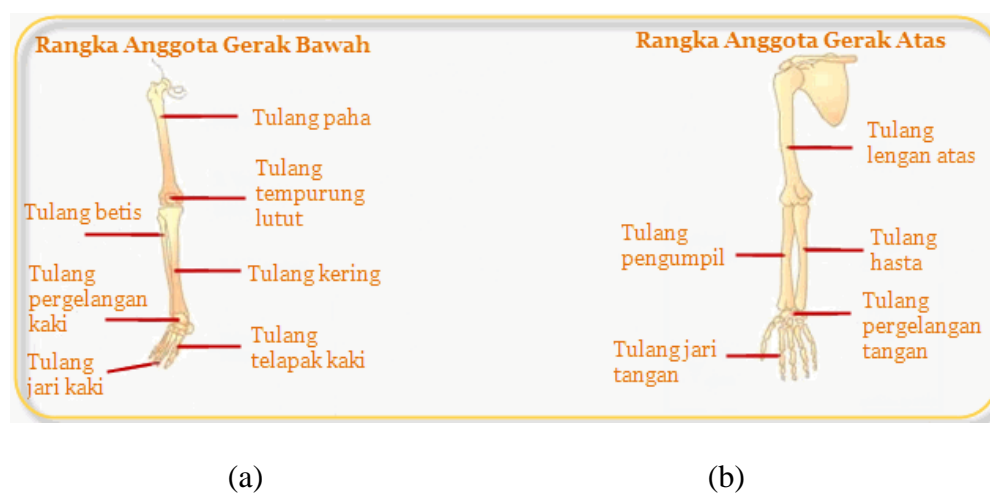 Rangka Anggota Gerak Bawah
Tulang paha
Tulang
tempurung
lutut
Tulang betis
Tulang kering
Tulang
pergelangan
kaki
Tulang
telapak kaki
Tulang
jari kaki
Rangka Anggota Gerak Atas
Tulang
lengan atas
Tulang
pengumpil
Tulang
hasta
Tulang
pergelangan
tangan
Tulang jari
tangan
(a)
(b)